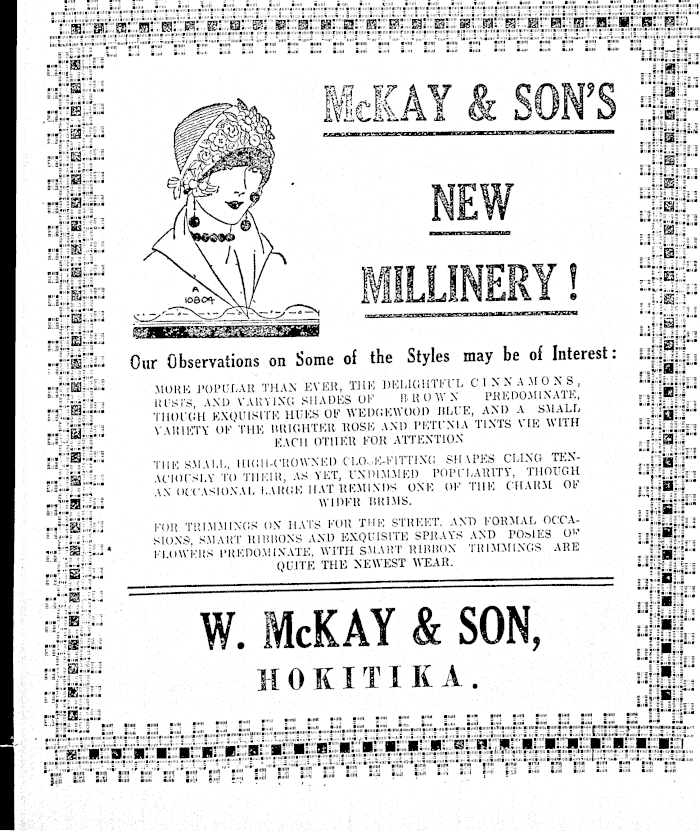 McKAY & SON'S
NEW
MILLINERY !
A
10804
Our Observations on Some of the Styles may be of Interest :
MORE POPULAR THAN EVER, THE DELIGHTFUL CINNAMONS,
RUSTS, AND VARYING SHADES OF BROWN PREDOMINATE,
THOUGH EXQUISITE HUES OF WEDGEWOOD BLUE, AND A SMALL
VARIETY OF THE BRIGHTER ROSE AND PETUNIA TINTS VIE WITH
EACH OTHER FOR ATTENTION
THE SMALL, HIGH-CROWNED CLOSE-FITTING SHAPES CLING TEN-
ACIOUSLY TO THEIR, AS YET, UNDIMMED POPULARITY, THOUGH
AN OCCASIONAL LARGE HAT REMINDS ONE OF THE CHARM OF
WIDER BRIMS.
FOR TRIMMINGS ON HATS FOR THE STREET, AND FORMAL OCCA-
SIONS, SMART RIBBONS AND EXQUISITE SPRAYS AND POSIES OF
FLOWERS PREDOMINATE, WITH SMART RIBBON TRIMMINGS ARE
QUITE THE NEWEST WEAR.
W. McKAY & SON,
HOKITIKA.